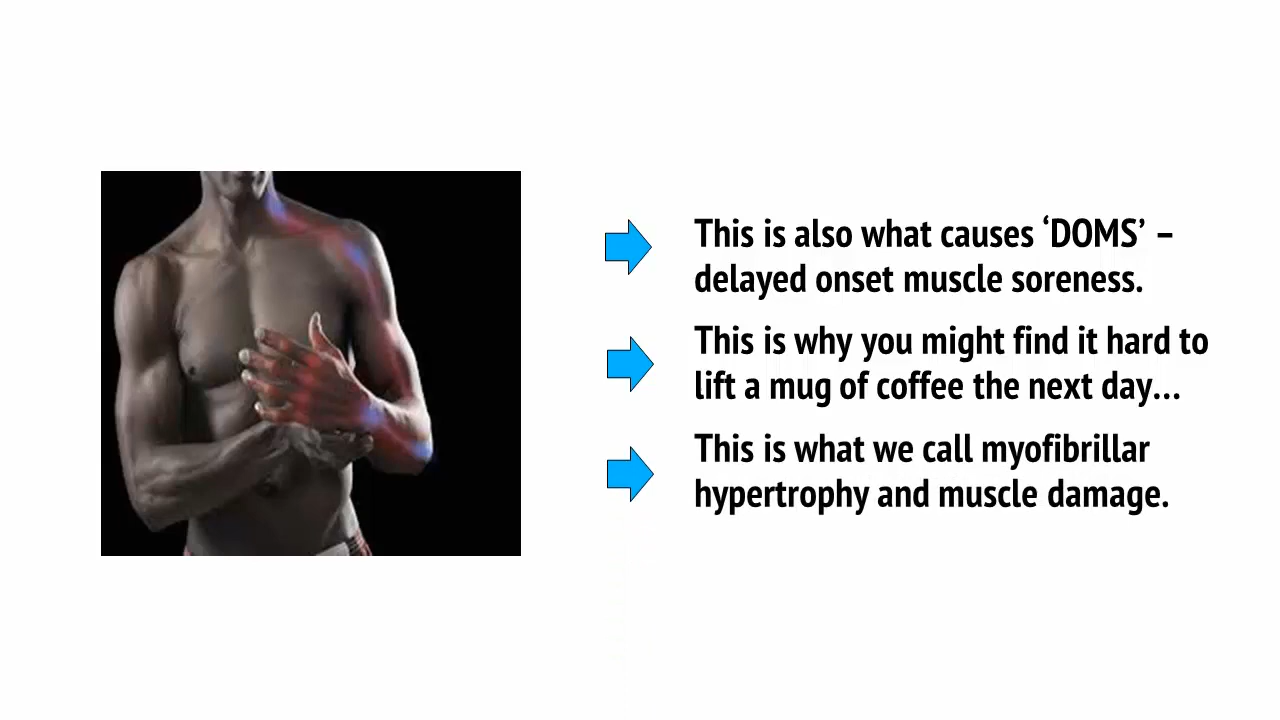 This is also what causes ‘DOMS’ –
delayed onset muscle soreness.
This is why you might find it hard to
lift a mug of coffee the next day…
This is what we call myofibrillar
hypertrophy and muscle damage.